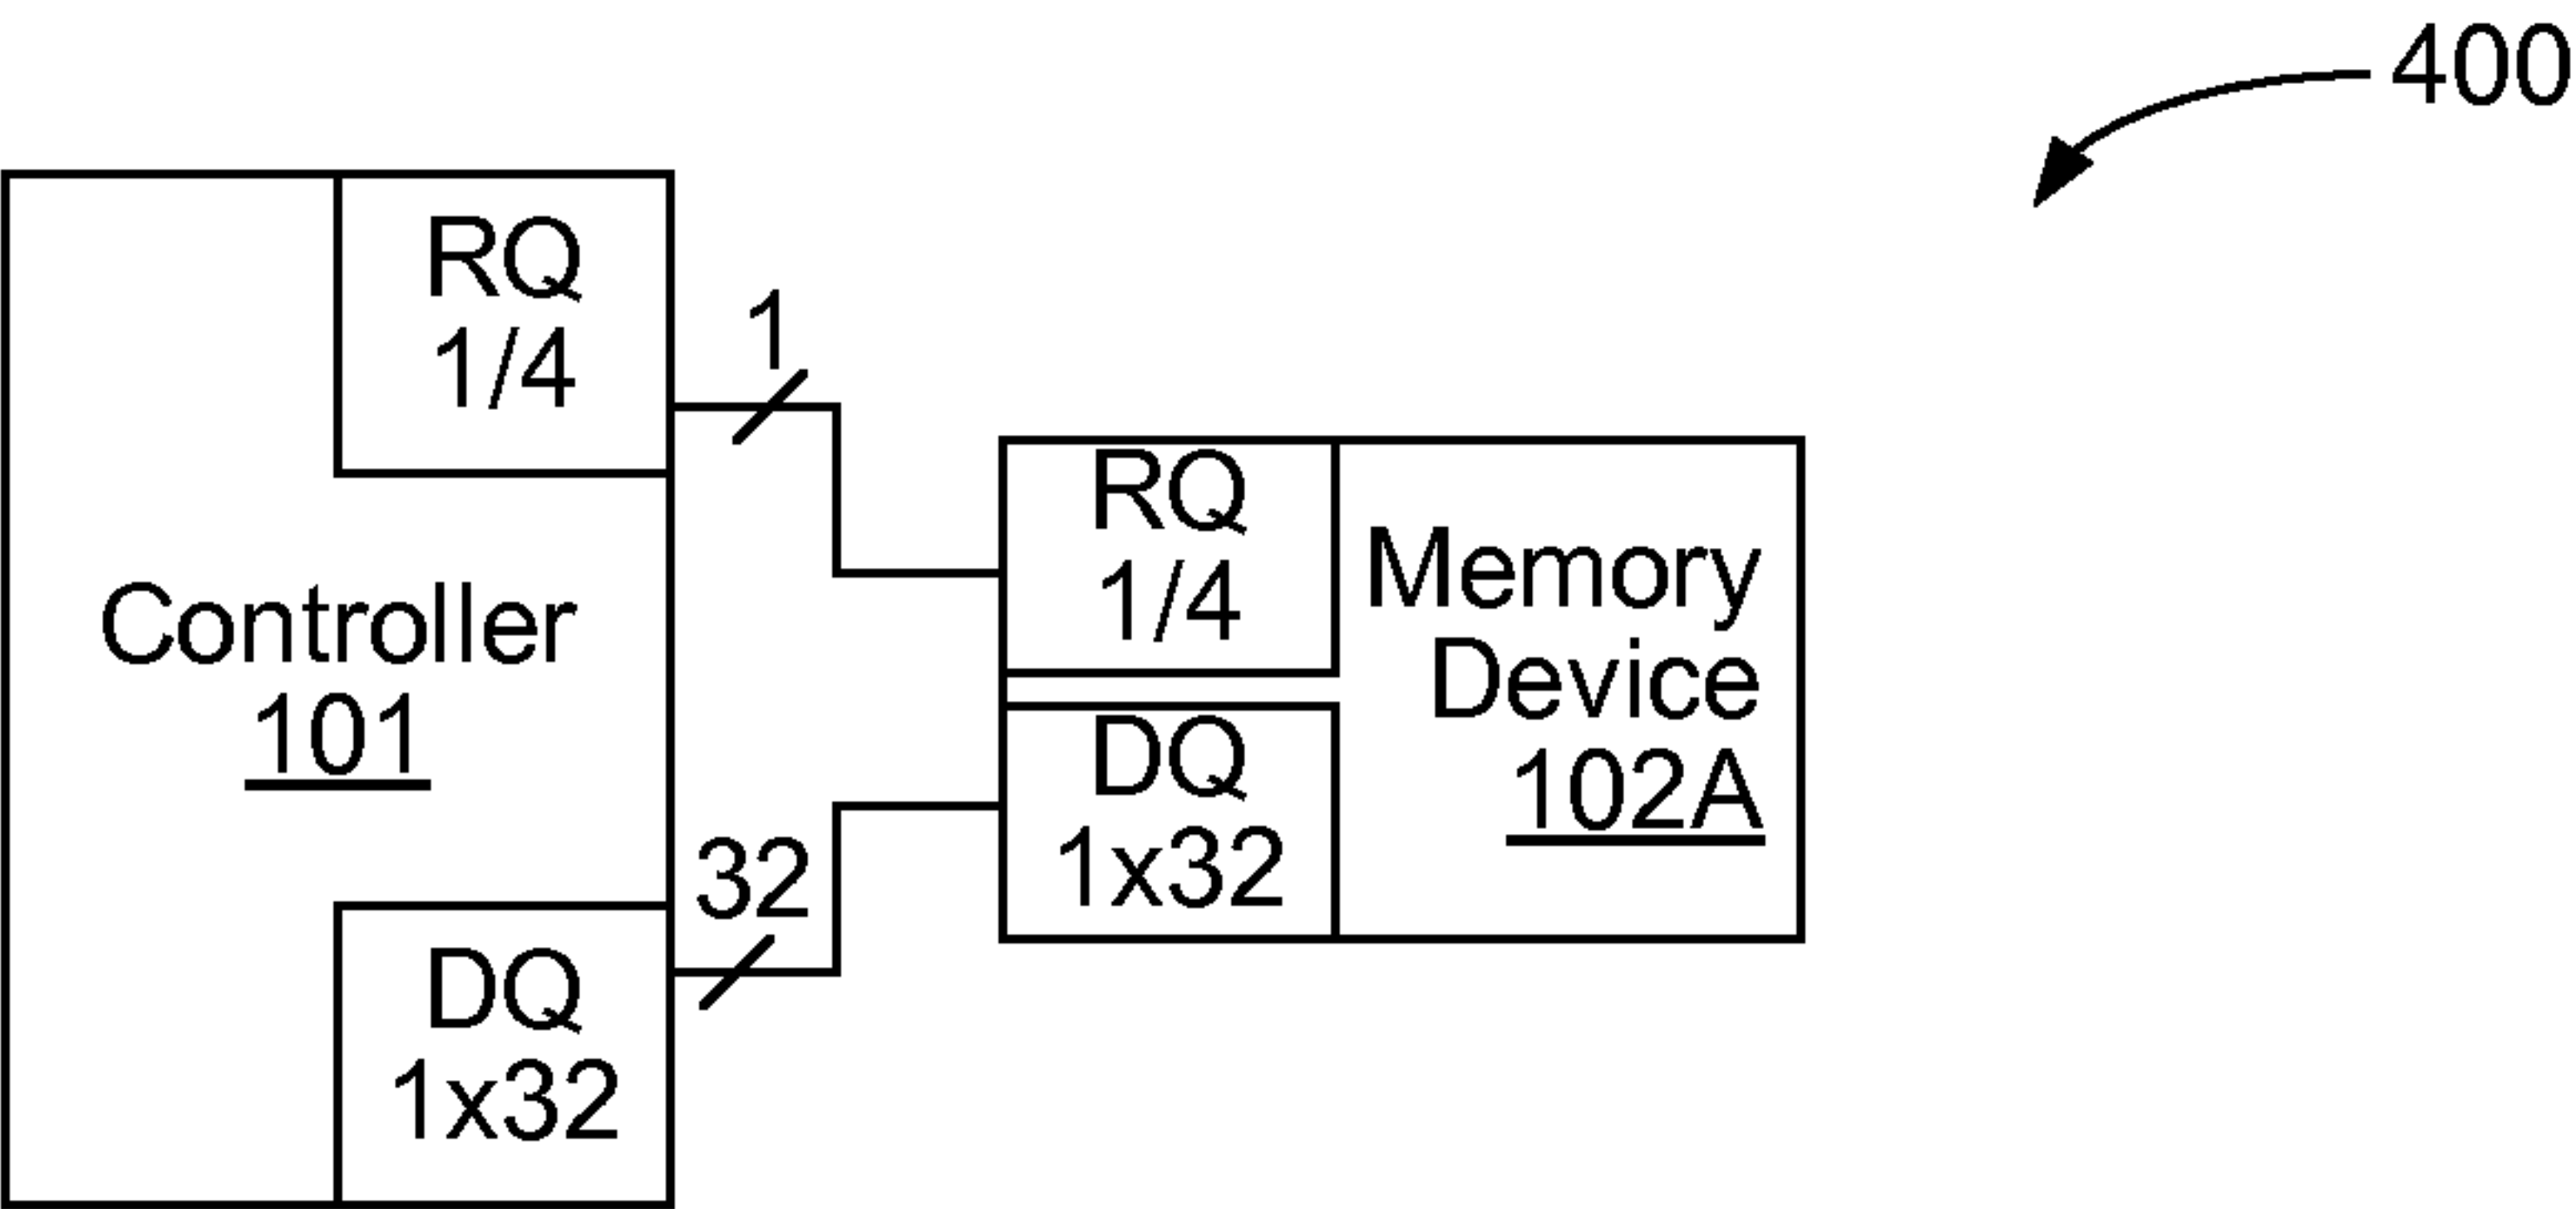 400
RQ
1/4
1
Controller
101
32
DQ
1x32
RQ
1/4
DQ
1x32
Memory
Device
102A